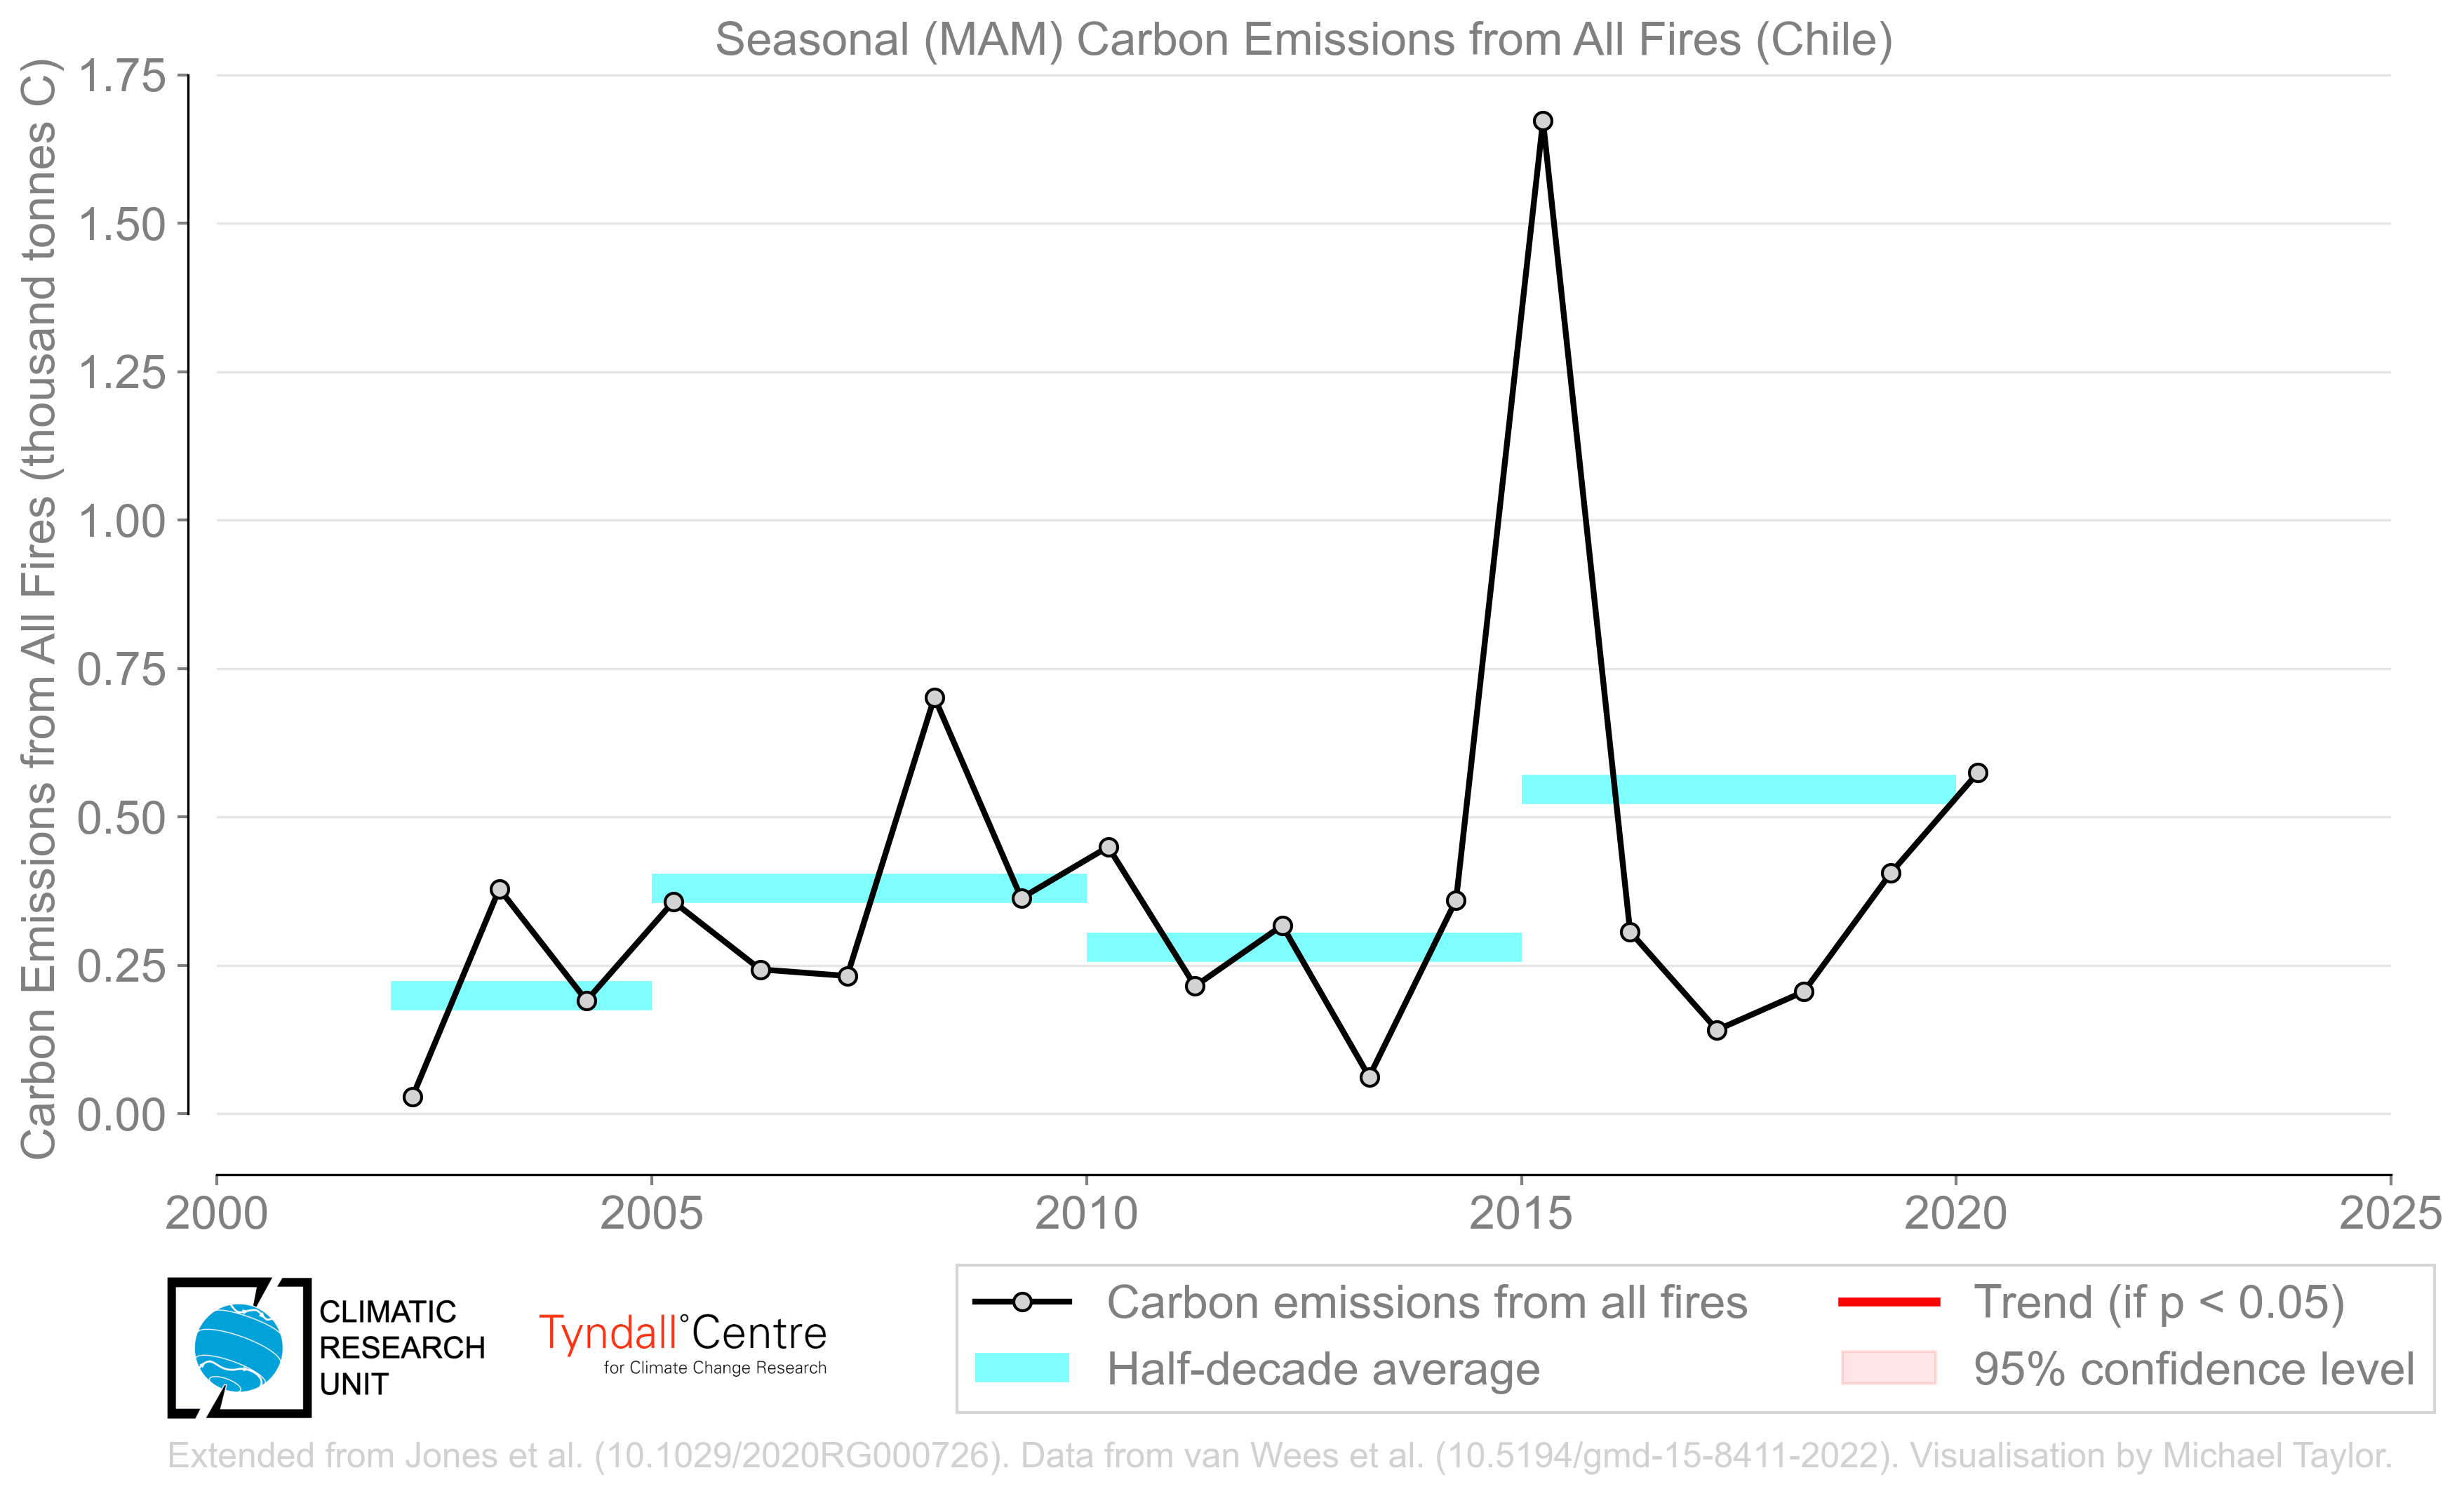 Seasonal (MAM) Carbon Emissions from All Fires (Chile)
Carbon Emissions from All Fires (thousand tonnes C)
1.75
1.50
1.25
1.00
0.75
0.50
0.25
0.00
2000 2005 2010 2015 2020 2025
Carbon emissions from all fires
Half-decade average
Trend (if p < 0.05)
95% confidence level
CLIMATIC
RESEARCH
UNIT
Tyndall°Centre
for Climate Change Research
Extended from Jones et al. (10.1029/2020RG000726). Data from van Wees et al. (10.5194/gmd-15-8411-2022). Visualisation by Michael Taylor.